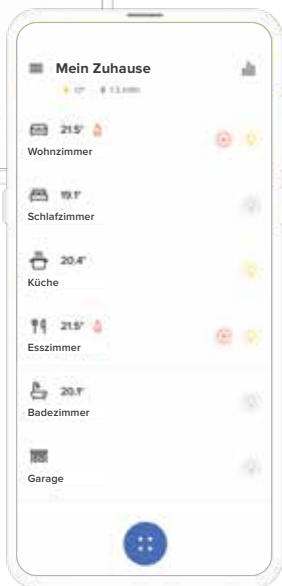 Mein Zuhause
21.5°
Wohnzimmer
19.1°
Schlafzimmer
20.4°
Küche
21.5°
Esszimmer
20.1°
Badezimmer
Garage